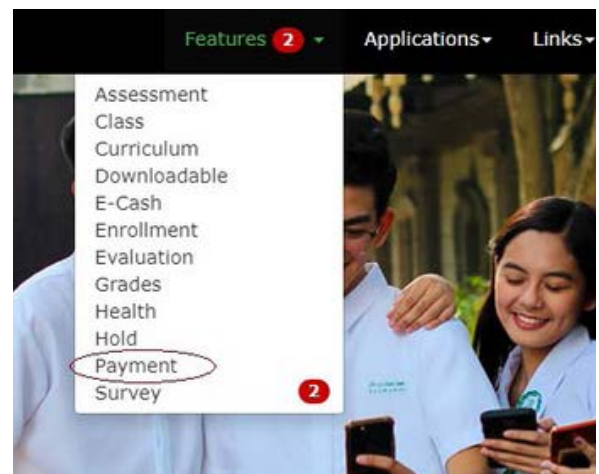 Features 2
Applications
Links
Assessment
Class
Curriculum
Downloadable
E-Cash
Enrollment
Evaluation
Grades
Health
Hold
Payment
Survey 2